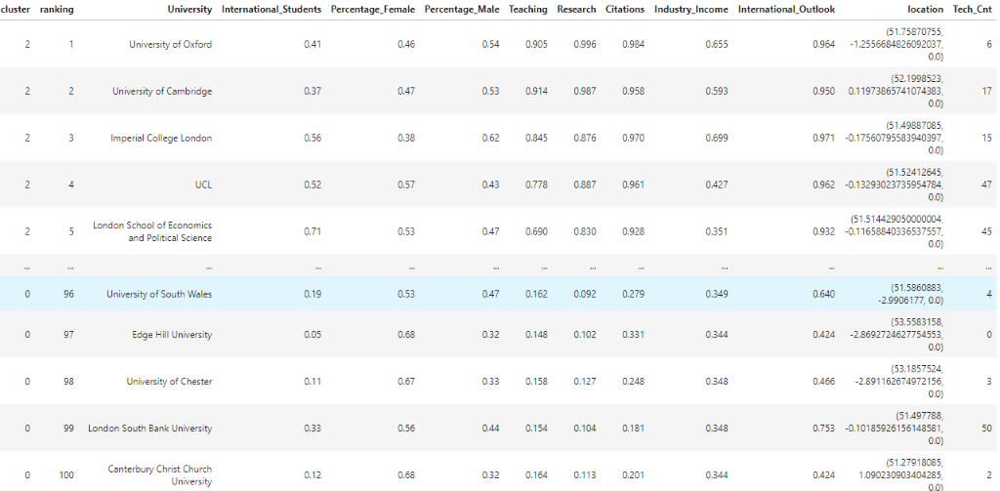 cluster ranking University International_Students Percentage_Female Percentage_Male Teaching Research Citations Industry_Income International_Outlook location Tech_Cnt
(51.75870755,
2 1 University of Oxford 0.41 0.46 0.54 0.905 0.996 0.984 0.655 0.964 -1.2556684826092037, 6
0.0)
(52.1998523,
2 2 University of Cambridge 0.37 0.47 0.53 0.914 0.987 0.958 0.593 0.950 0.11973865741074383, 17
0.0)
(51.49887085,
2 3 Imperial College London 0.56 0.38 0.62 0.845 0.876 0.970 0.699 0.971 -0.17560795583940397, 15
0.0)
(51.52412645,
2 4 UCL 0.52 0.57 0.43 0.778 0.887 0.961 0.427 0.962 -0.13293023735954784, 47
0.0)
(51.514429050000004,
2 5 London School of Economics and Political Science 0.71 0.53 0.47 0.690 0.830 0.928 0.351 0.932 -0.11658840336537557, 45
0.0)
... ... ... ... ... ... ... ... ... ... ... ... ...
(51.5860883,
0 96 University of South Wales 0.19 0.53 0.47 0.162 0.092 0.279 0.349 0.640 -2.9906177, 0.0) 4
(53.5583158,
0 97 Edge Hill University 0.05 0.68 0.32 0.148 0.102 0.331 0.344 0.424 -2.8692724627754553, 0
0.0)
(53.1857524,
0 98 University of Chester 0.11 0.67 0.33 0.158 0.127 0.248 0.348 0.466 -2.891162674972156, 3
0.0)
(51.497788,
0 99 London South Bank University 0.33 0.56 0.44 0.154 0.104 0.181 0.348 0.753 -0.10185926156148581, 50
0.0)
(51.27918085,
0 100 Canterbury Christ Church University 0.12 0.68 0.32 0.164 0.113 0.201 0.344 0.424 1.090230903404285, 2
0.0)